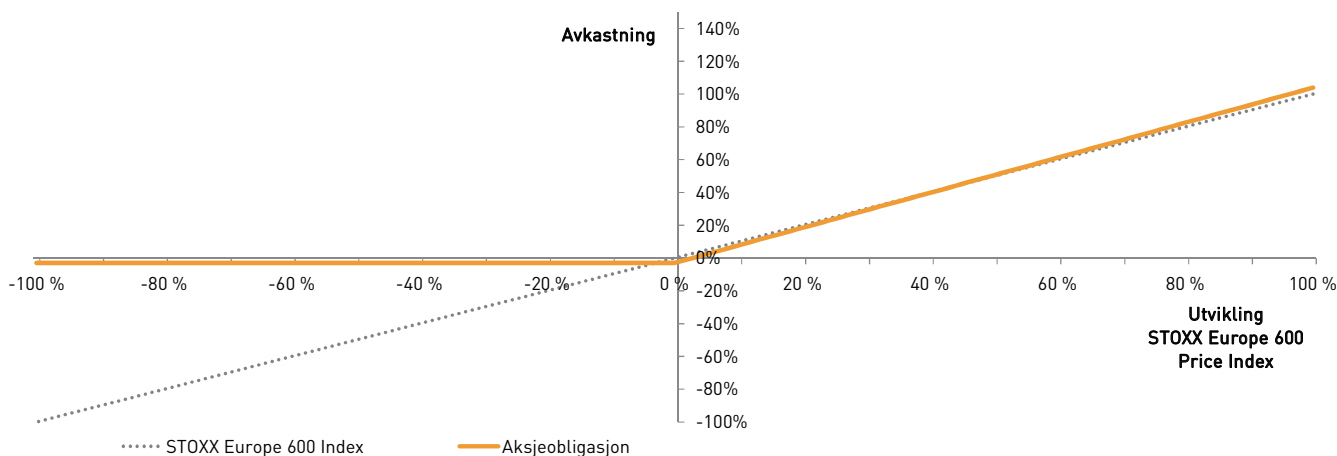 Avkastning
140%
120%
100%
80%
60%
40%
20%
0%
-20%
-40%
-60%
-80%
-100%
-100 % -80 % -60 % -40 % -20 % 0 % 20 % 40 % 60 % 80 % 100 %
Utvikling
STOXX Europe 600
Price Index
STOXX Europe 600 Index Aksjeobligasjon